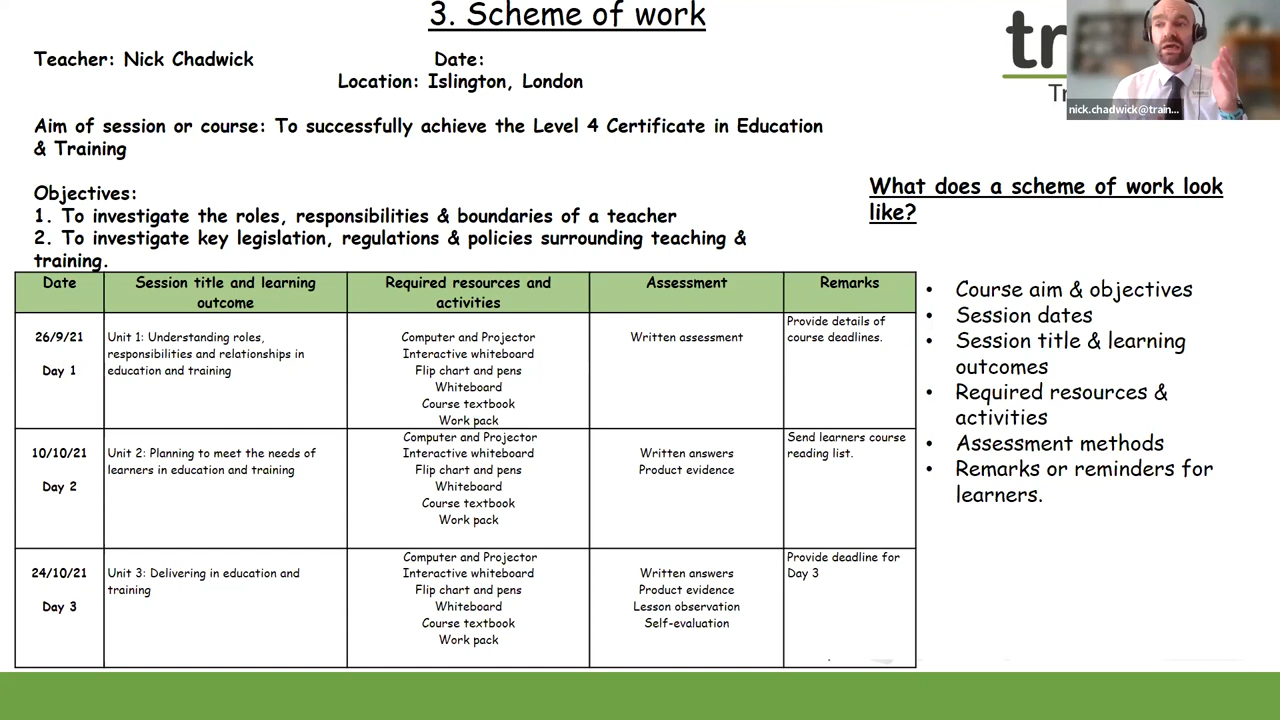 3. Scheme of work
Teacher: Nick Chadwick
Date:
Location: Islington, London
Aim of session or course: To successfully achieve the Level 4 Certificate in Education
& Training
Objectives:
1. To investigate the roles, responsibilities & boundaries of a teacher
2. To investigate key legislation, regulations & policies surrounding teaching &
training.
Date
Session title and learning
outcome
Required resources and
activities
Assessment
Remarks
26/9/21
Day 1
Unit 1: Understanding roles,
responsibilities and relationships in
education and training
Computer and Projector
Interactive whiteboard
Flip chart and pens
Whiteboard
Course textbook
Work pack
Written assessment
Provide details of
course deadlines.
10/10/21
Day 2
Unit 2: Planning to meet the needs of
learners in education and training
Computer and Projector
Interactive whiteboard
Flip chart and pens
Whiteboard
Course textbook
Work pack
Written answers
Product evidence
Send learners course
reading list.
24/10/21
Day 3
Unit 3: Delivering in education and
training
Computer and Projector
Interactive whiteboard
Flip chart and pens
Whiteboard
Course textbook
Work pack
Written answers
Product evidence
Lesson observation
Self-evaluation
Provide deadline for
Day 3
nick.chadwick@train...
What does a scheme of work look
like?
• Course aim & objectives
• Session dates
• Session title & learning
outcomes
• Required resources &
activities
• Assessment methods
• Remarks or reminders for
learners.